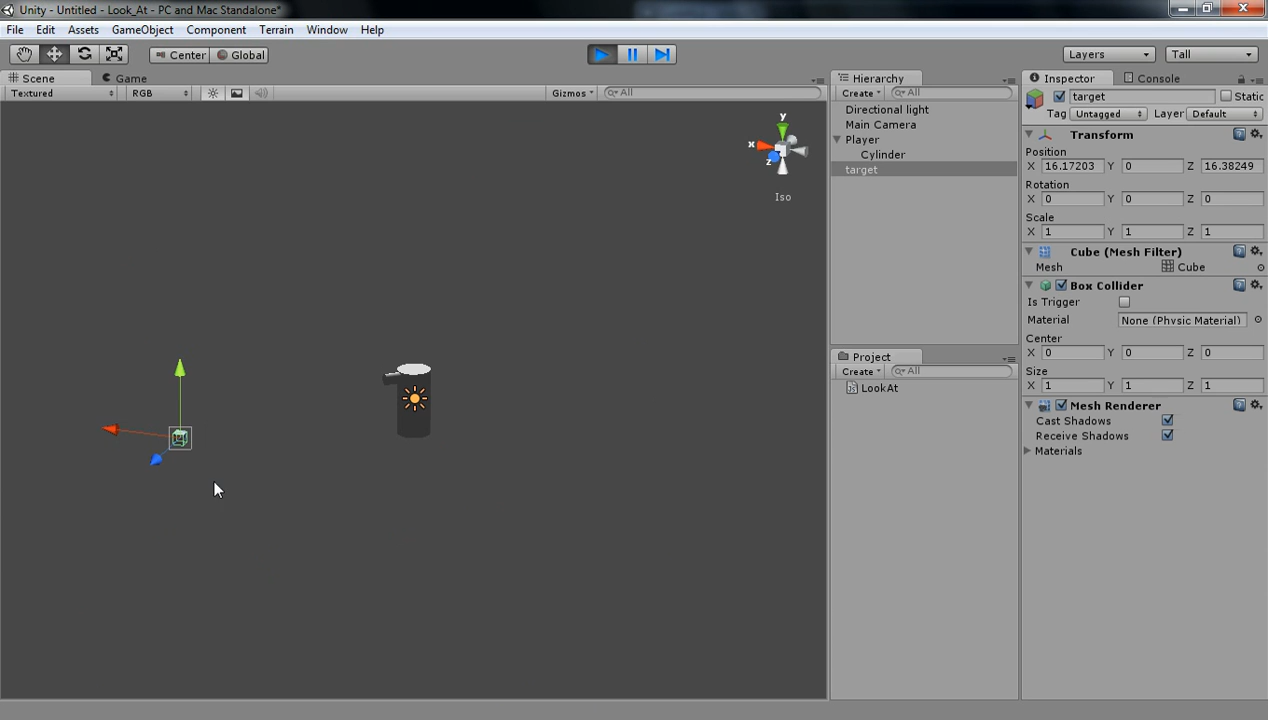 Unity - Untitled - Look_At - PC and Mac Standalone*
File Edit Assets GameObject Component Terrain Window Help
Center Global Layers Tall
Scene Game
Textured RGB Gizmos All
y
x
z
Iso
Hierarchy
Create All
Directional light
Main Camera
Player
Cylinder
target
Project
Create All
LookAt
Inspector Console
target Static
Tag Untagged Layer Default
Transform
Position
X 16.17203 Y 0 Z 16.38249
Rotation
X 0 Y 0 Z 0
Scale
X 1 Y 1 Z 1
Cube (Mesh Filter)
Mesh Cube
Box Collider
Is Trigger
Material None (Physic Material)
Center
X 0 Y 0 Z 0
Size
X 1 Y 1 Z 1
Mesh Renderer
Cast Shadows
Receive Shadows
Materials